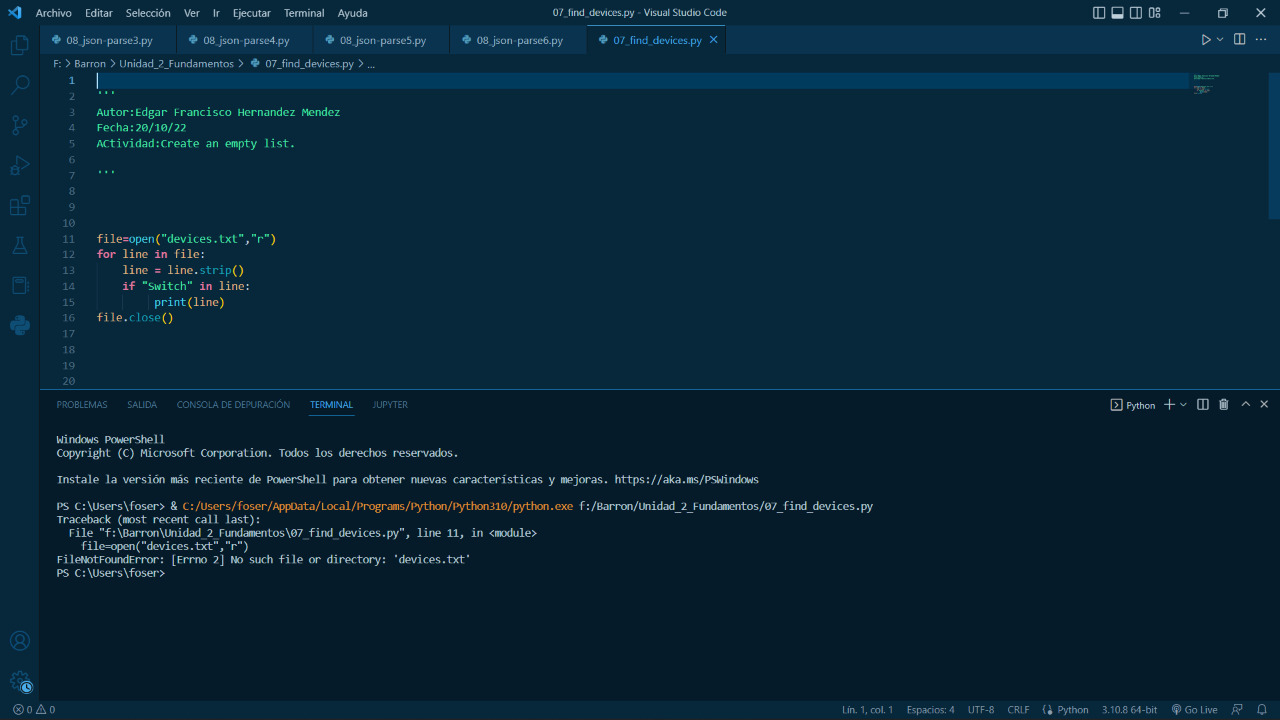 Archivo Editar Selección Ver Ir Ejecutar Terminal Ayuda 07_find_devices.py - Visual Studio Code
08_json-parse3.py 08_json-parse4.py 08_json-parse5.py 08_json-parse6.py 07_find_devices.py
F: > Barron > Unidad_2_Fundamentos > 07_find_devices.py > ...
1
2 '''
3 Autor:Edgar Francisco Hernandez Mendez
4 Fecha:20/10/22
5 ACtividad:Create an empty list.
6
7 '''
8
9
10
11 file=open("devices.txt","r")
12 for line in file:
13 line = line.strip()
14 if "Switch" in line:
15 print(line)
16 file.close()
17
18
19
20
PROBLEMAS SALIDA CONSOLA DE DEPURACIÓN TERMINAL JUPYTER Python
Windows PowerShell
Copyright (C) Microsoft Corporation. Todos los derechos reservados.
Instale la versión más reciente de PowerShell para obtener nuevas características y mejoras. https://aka.ms/PSWindows
PS C:\Users\foser> & C:/Users/foser/AppData/Local/Programs/Python/Python310/python.exe f:/Barron/Unidad_2_Fundamentos/07_find_devices.py
Traceback (most recent call last):
File "f:\Barron\Unidad_2_Fundamentos\07_find_devices.py", line 11, in <module>
file=open("devices.txt","r")
FileNotFoundError: [Errno 2] No such file or directory: 'devices.txt'
PS C:\Users\foser>
0 0 Lín. 1, col. 1 Espacios: 4 UTF-8 CRLF Python 3.10.8 64-bit Go Live